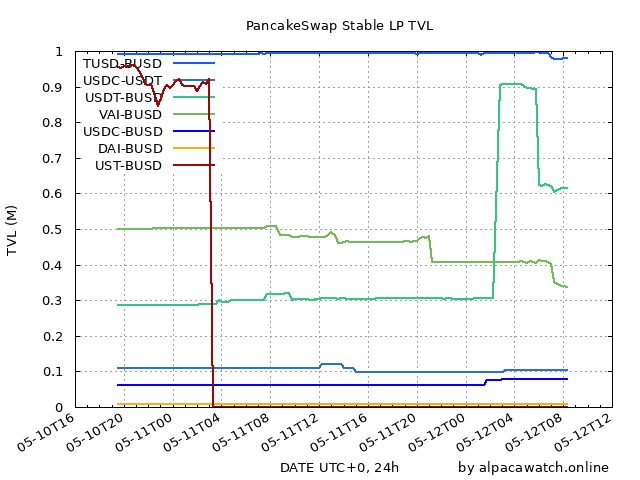 PancakeSwap Stable LP TVL
1
0.9
0.8
0.7
0.6
0.5
0.4
0.3
0.2
0.1
0
TVL (M)
TUSD-BUSD
USDC-USDT
USDT-BUSD
VAI-BUSD
USDC-BUSD
DAI-BUSD
UST-BUSD
05-10T16
05-10T20
05-11T00
05-11T04
05-11T08
05-11T12
05-11T16
05-11T20
05-12T00
05-12T04
05-12T08
05-12T12
DATE UTC+0, 24h
by alpacawatch.online